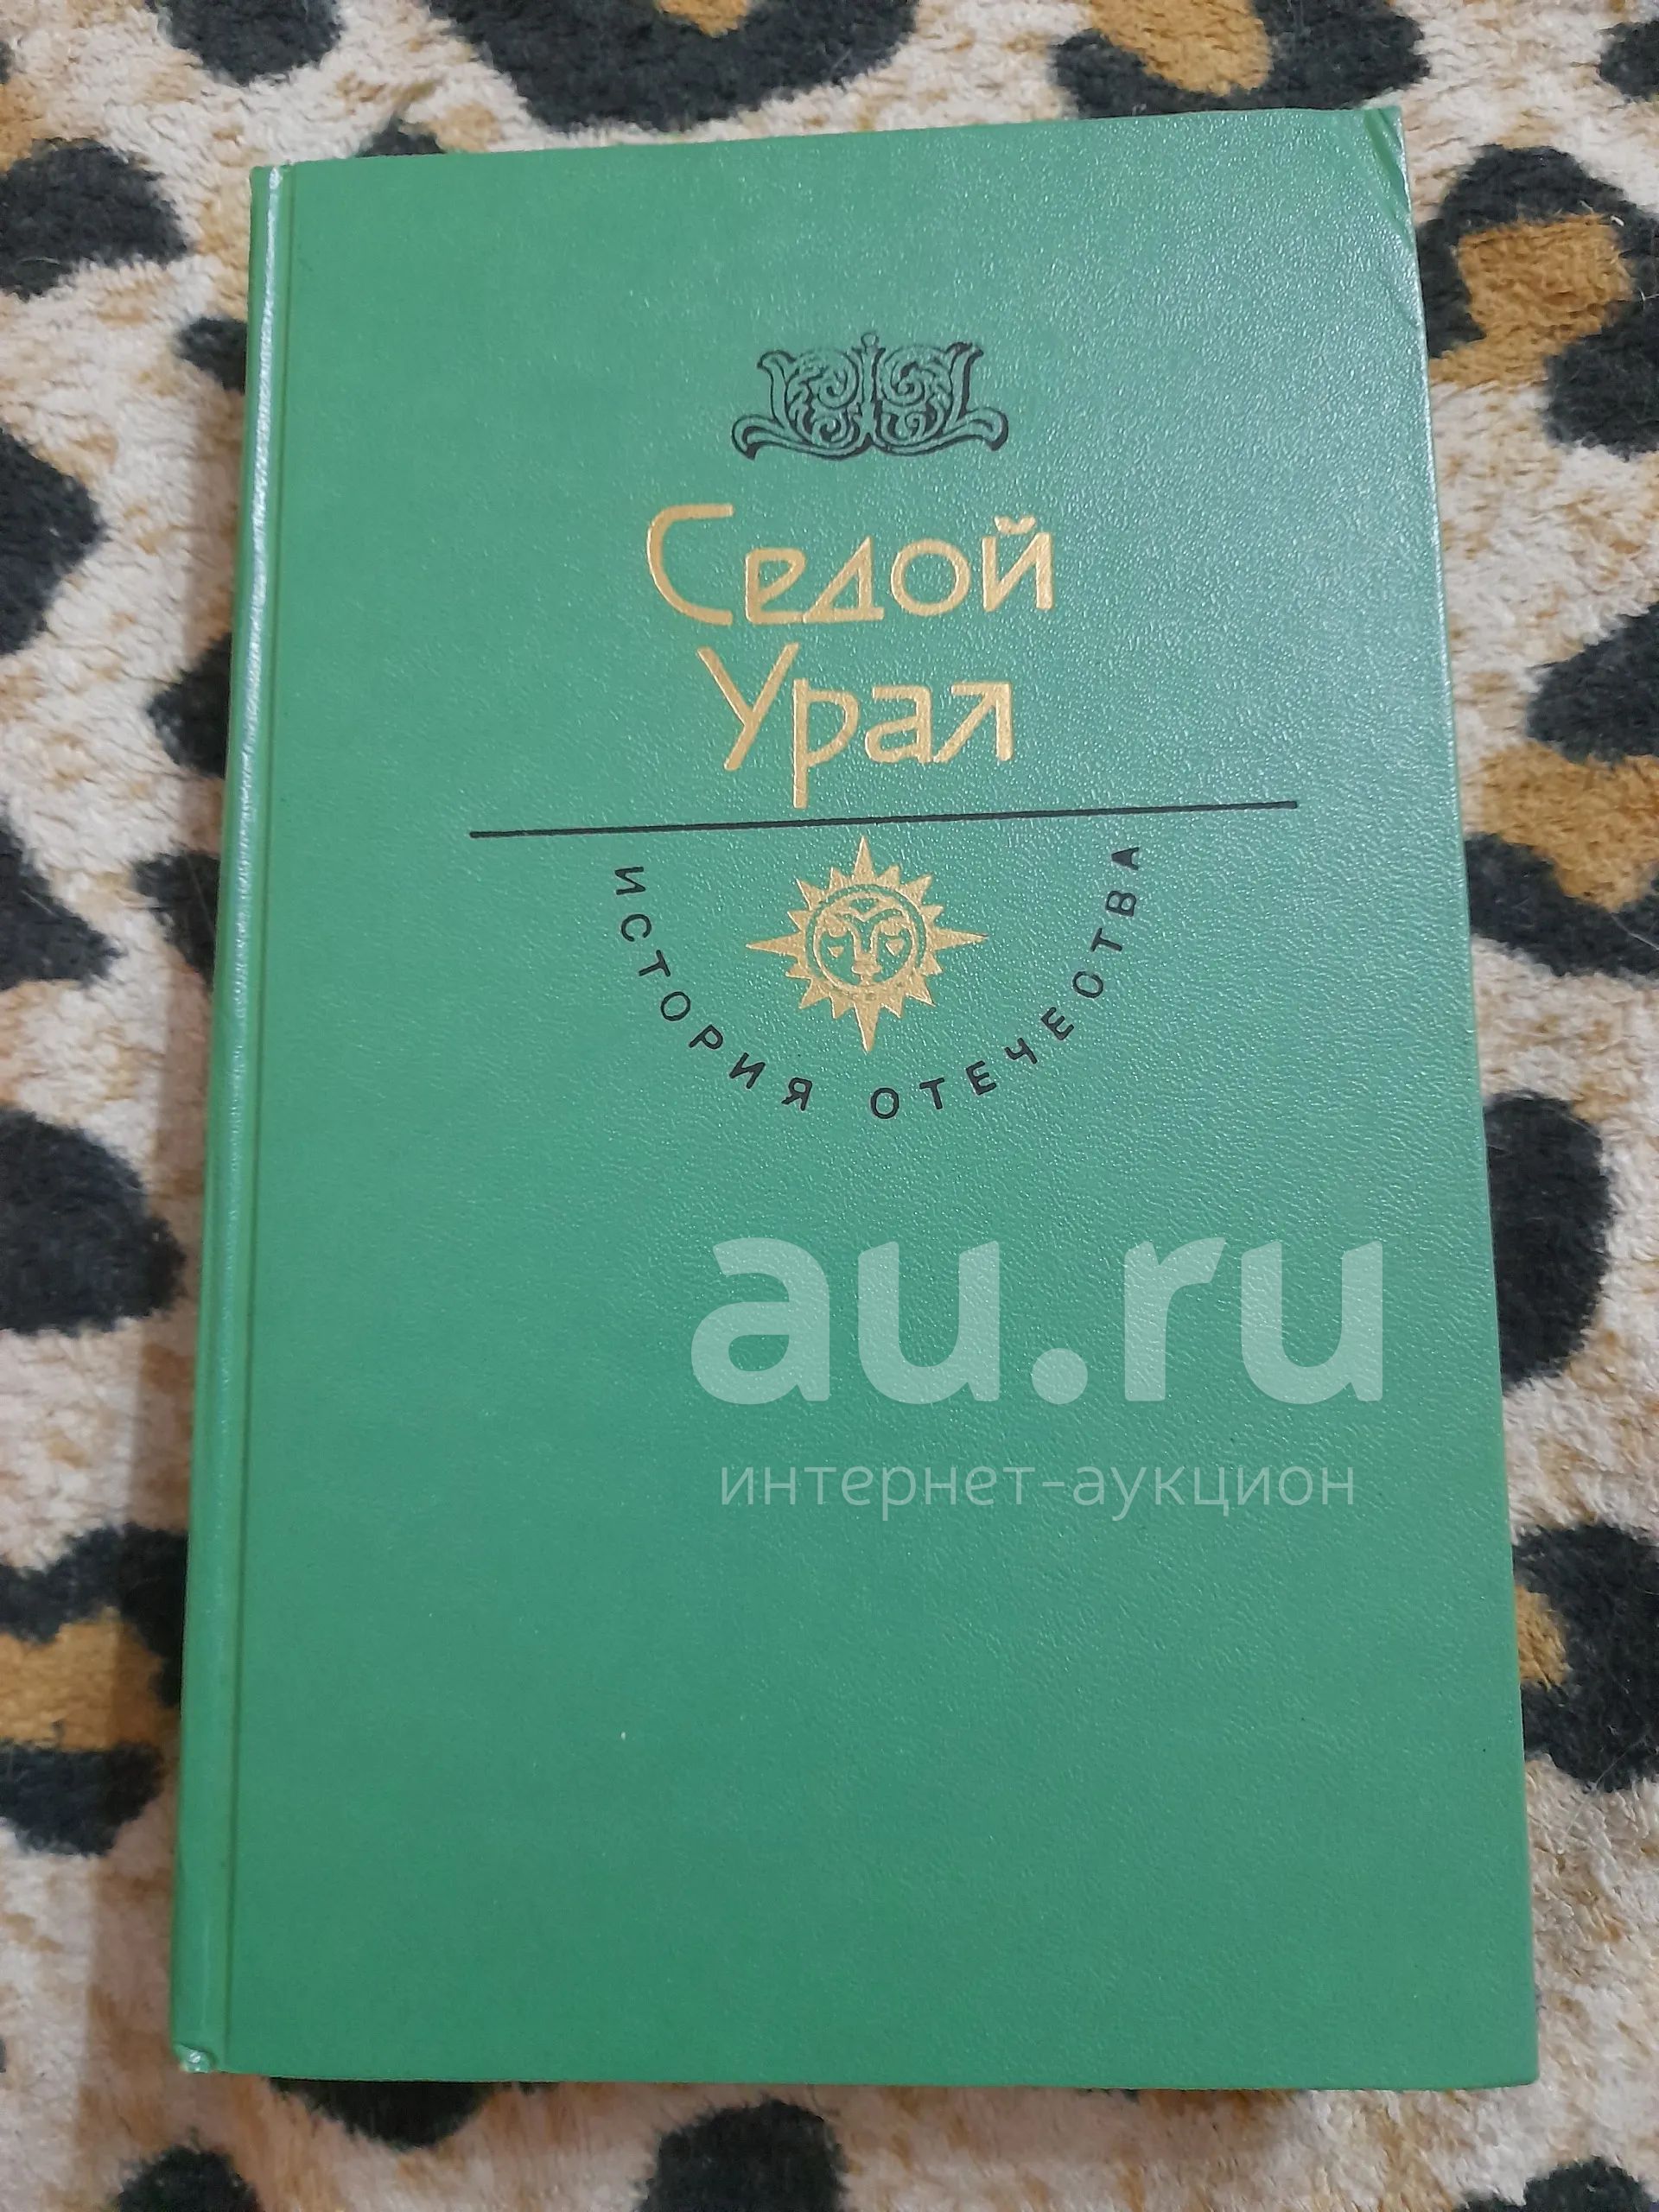 Седой
Урал
ИСТОРИЯ ОТЕЧЕСТВА
au.ru
интернет-аукцион